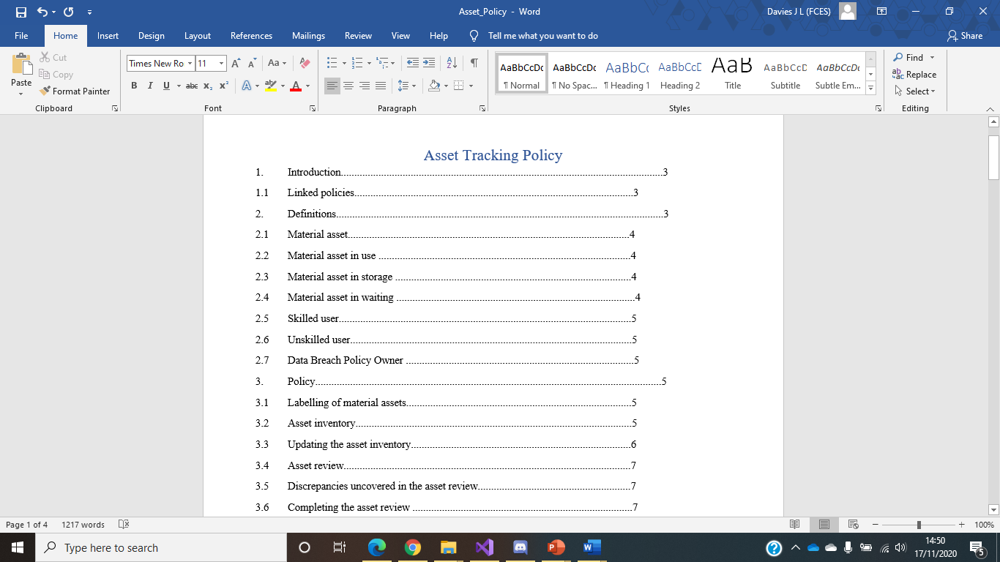 Asset_Policy - Word
Davies J L (FCES)
File Home Insert Design Layout References Mailings Review View Help Tell me what you want to do Share
Paste
Cut
Copy
Format Painter
Clipboard
Times New Ro 11
Font
Paragraph
AaBbCcDc AaBbCcDc AaBbCc AaBbCcD AaB AaBbCcD AaBbCcDc
¶ Normal ¶ No Spac... ¶ Heading 1 ¶ Heading 2 Title Subtitle Subtle Em...
Styles
Find
Replace
Select
Editing
Asset Tracking Policy
1. Introduction.....3
1.1 Linked policies.....3
2. Definitions.....3
2.1 Material asset.....4
2.2 Material asset in use .....4
2.3 Material asset in storage .....4
2.4 Material asset in waiting .....4
2.5 Skilled user.....5
2.6 Unskilled user.....5
2.7 Data Breach Policy Owner .....5
3. Policy.....5
3.1 Labelling of material assets.....5
3.2 Asset inventory.....5
3.3 Updating the asset inventory.....6
3.4 Asset review.....7
3.5 Discrepancies uncovered in the asset review.....7
3.6 Completing the asset review .....7
Page 1 of 4 1217 words 100%
Type here to search
14:50
17/11/2020
5